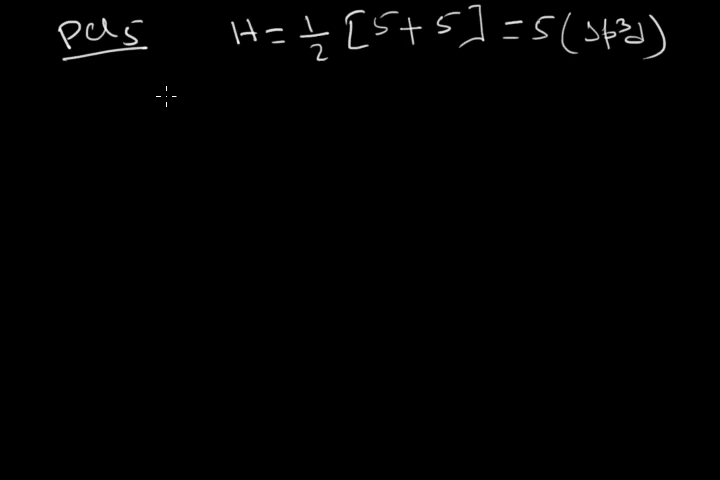 PCl5 H = 1/2 [5+5] = 5 (sp³d)